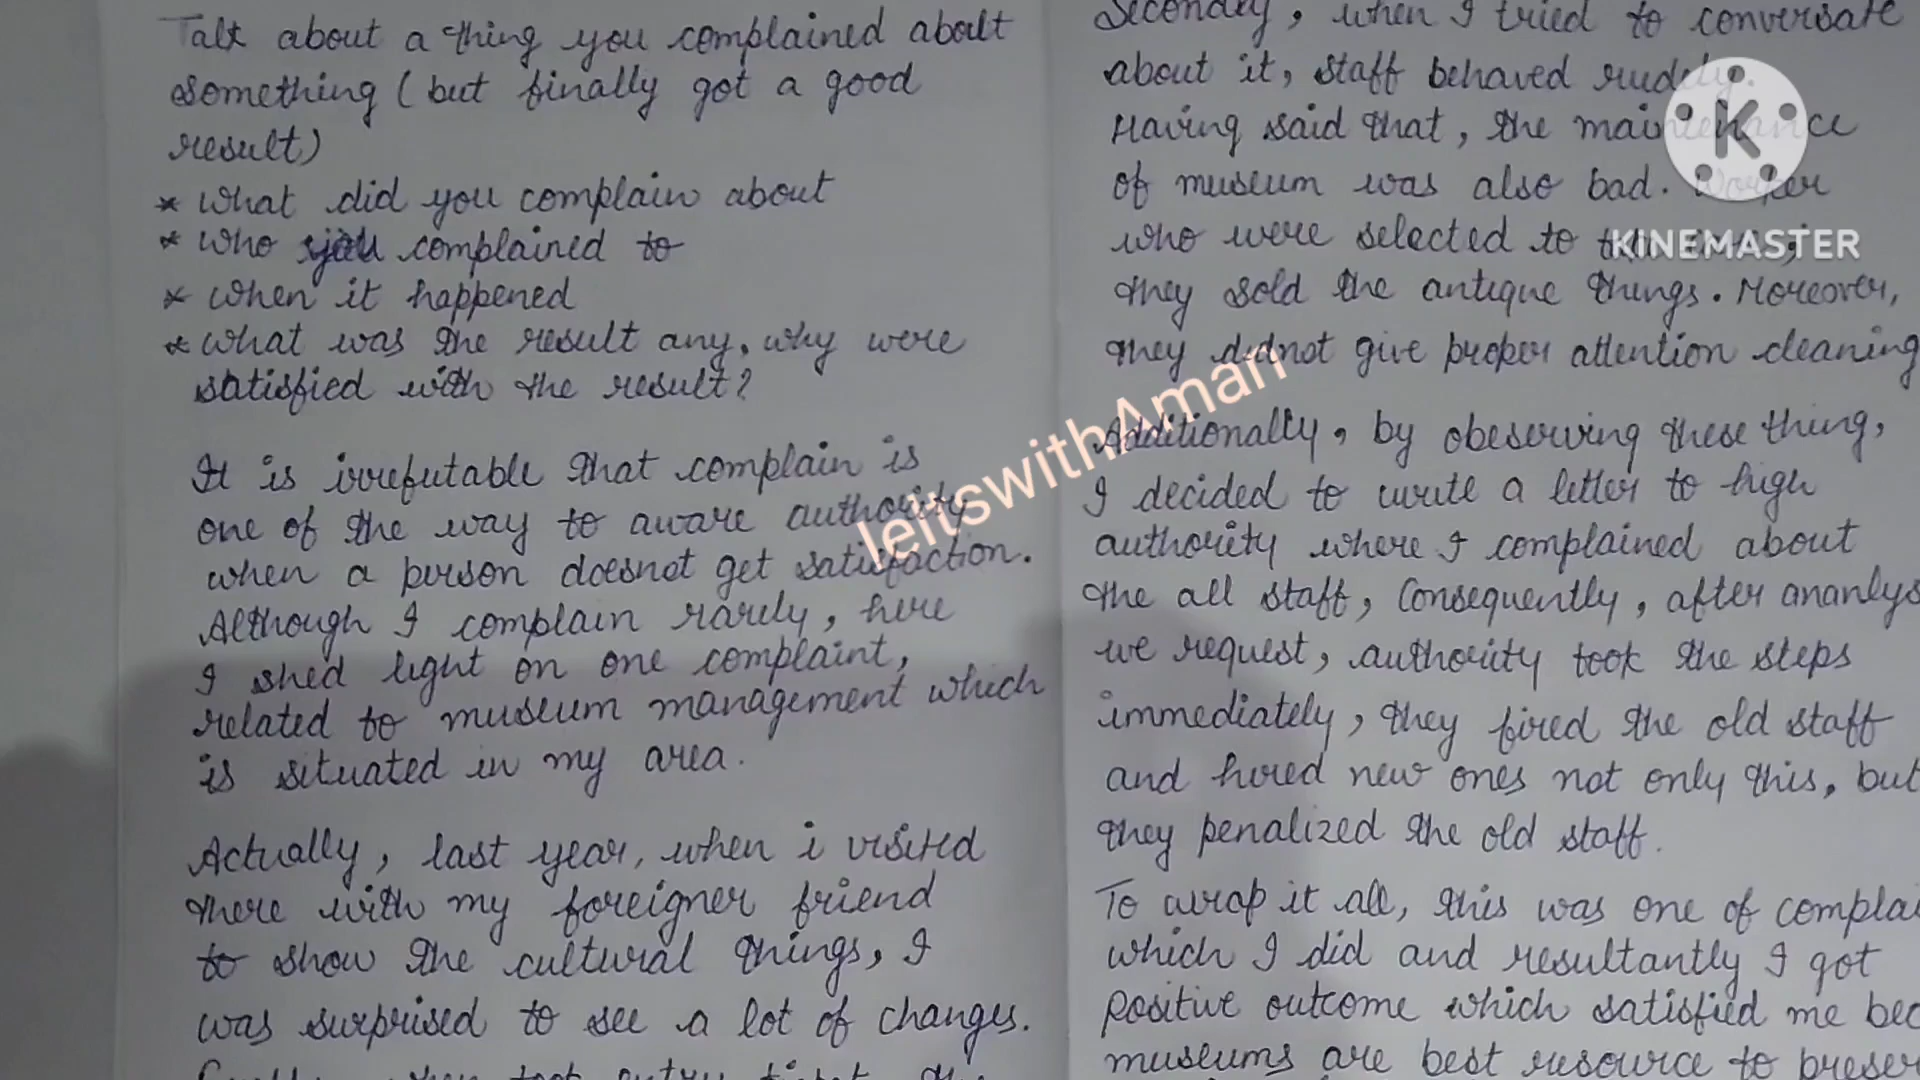 Talk about a thing you complained about
something (but finally got a good
result)
* what did you complain about
* who you complained to
* when it happened
* what was the result any, why were
satisfied with the result?
It is irrefutable that complain is
one of the way to aware authority
when a person doesnot get satisfaction.
Although I complain rarely, here
I shed light on one complaint,
related to museum management which
is situated in my area.
Actually, last year, when i visited
there with my foreigner friend
to show the cultural things, I
was surprised to see a lot of changes.
Secondly, when I tried to conversate
about it, staff behaved rudely.
Having said that, the maintenance
of museum was also bad. Worker
who were selected to
they sold the antique things. Moreover,
they didnot give proper attention cleaning
Additionally, by obeserving these thing,
I decided to write a letter to high
authority where I complained about
the all staff, Consequently, after ananlys
we request, authority took the steps
immediately, they fired the old staff
and hired new ones not only this, but
they penalized the old staff.
To wrap it all, this was one of complai
which I did and resultantly I got
positive outcome which satisfied me bec
museums are best resource to preser
IeltswithAman
K
KINEMASTER